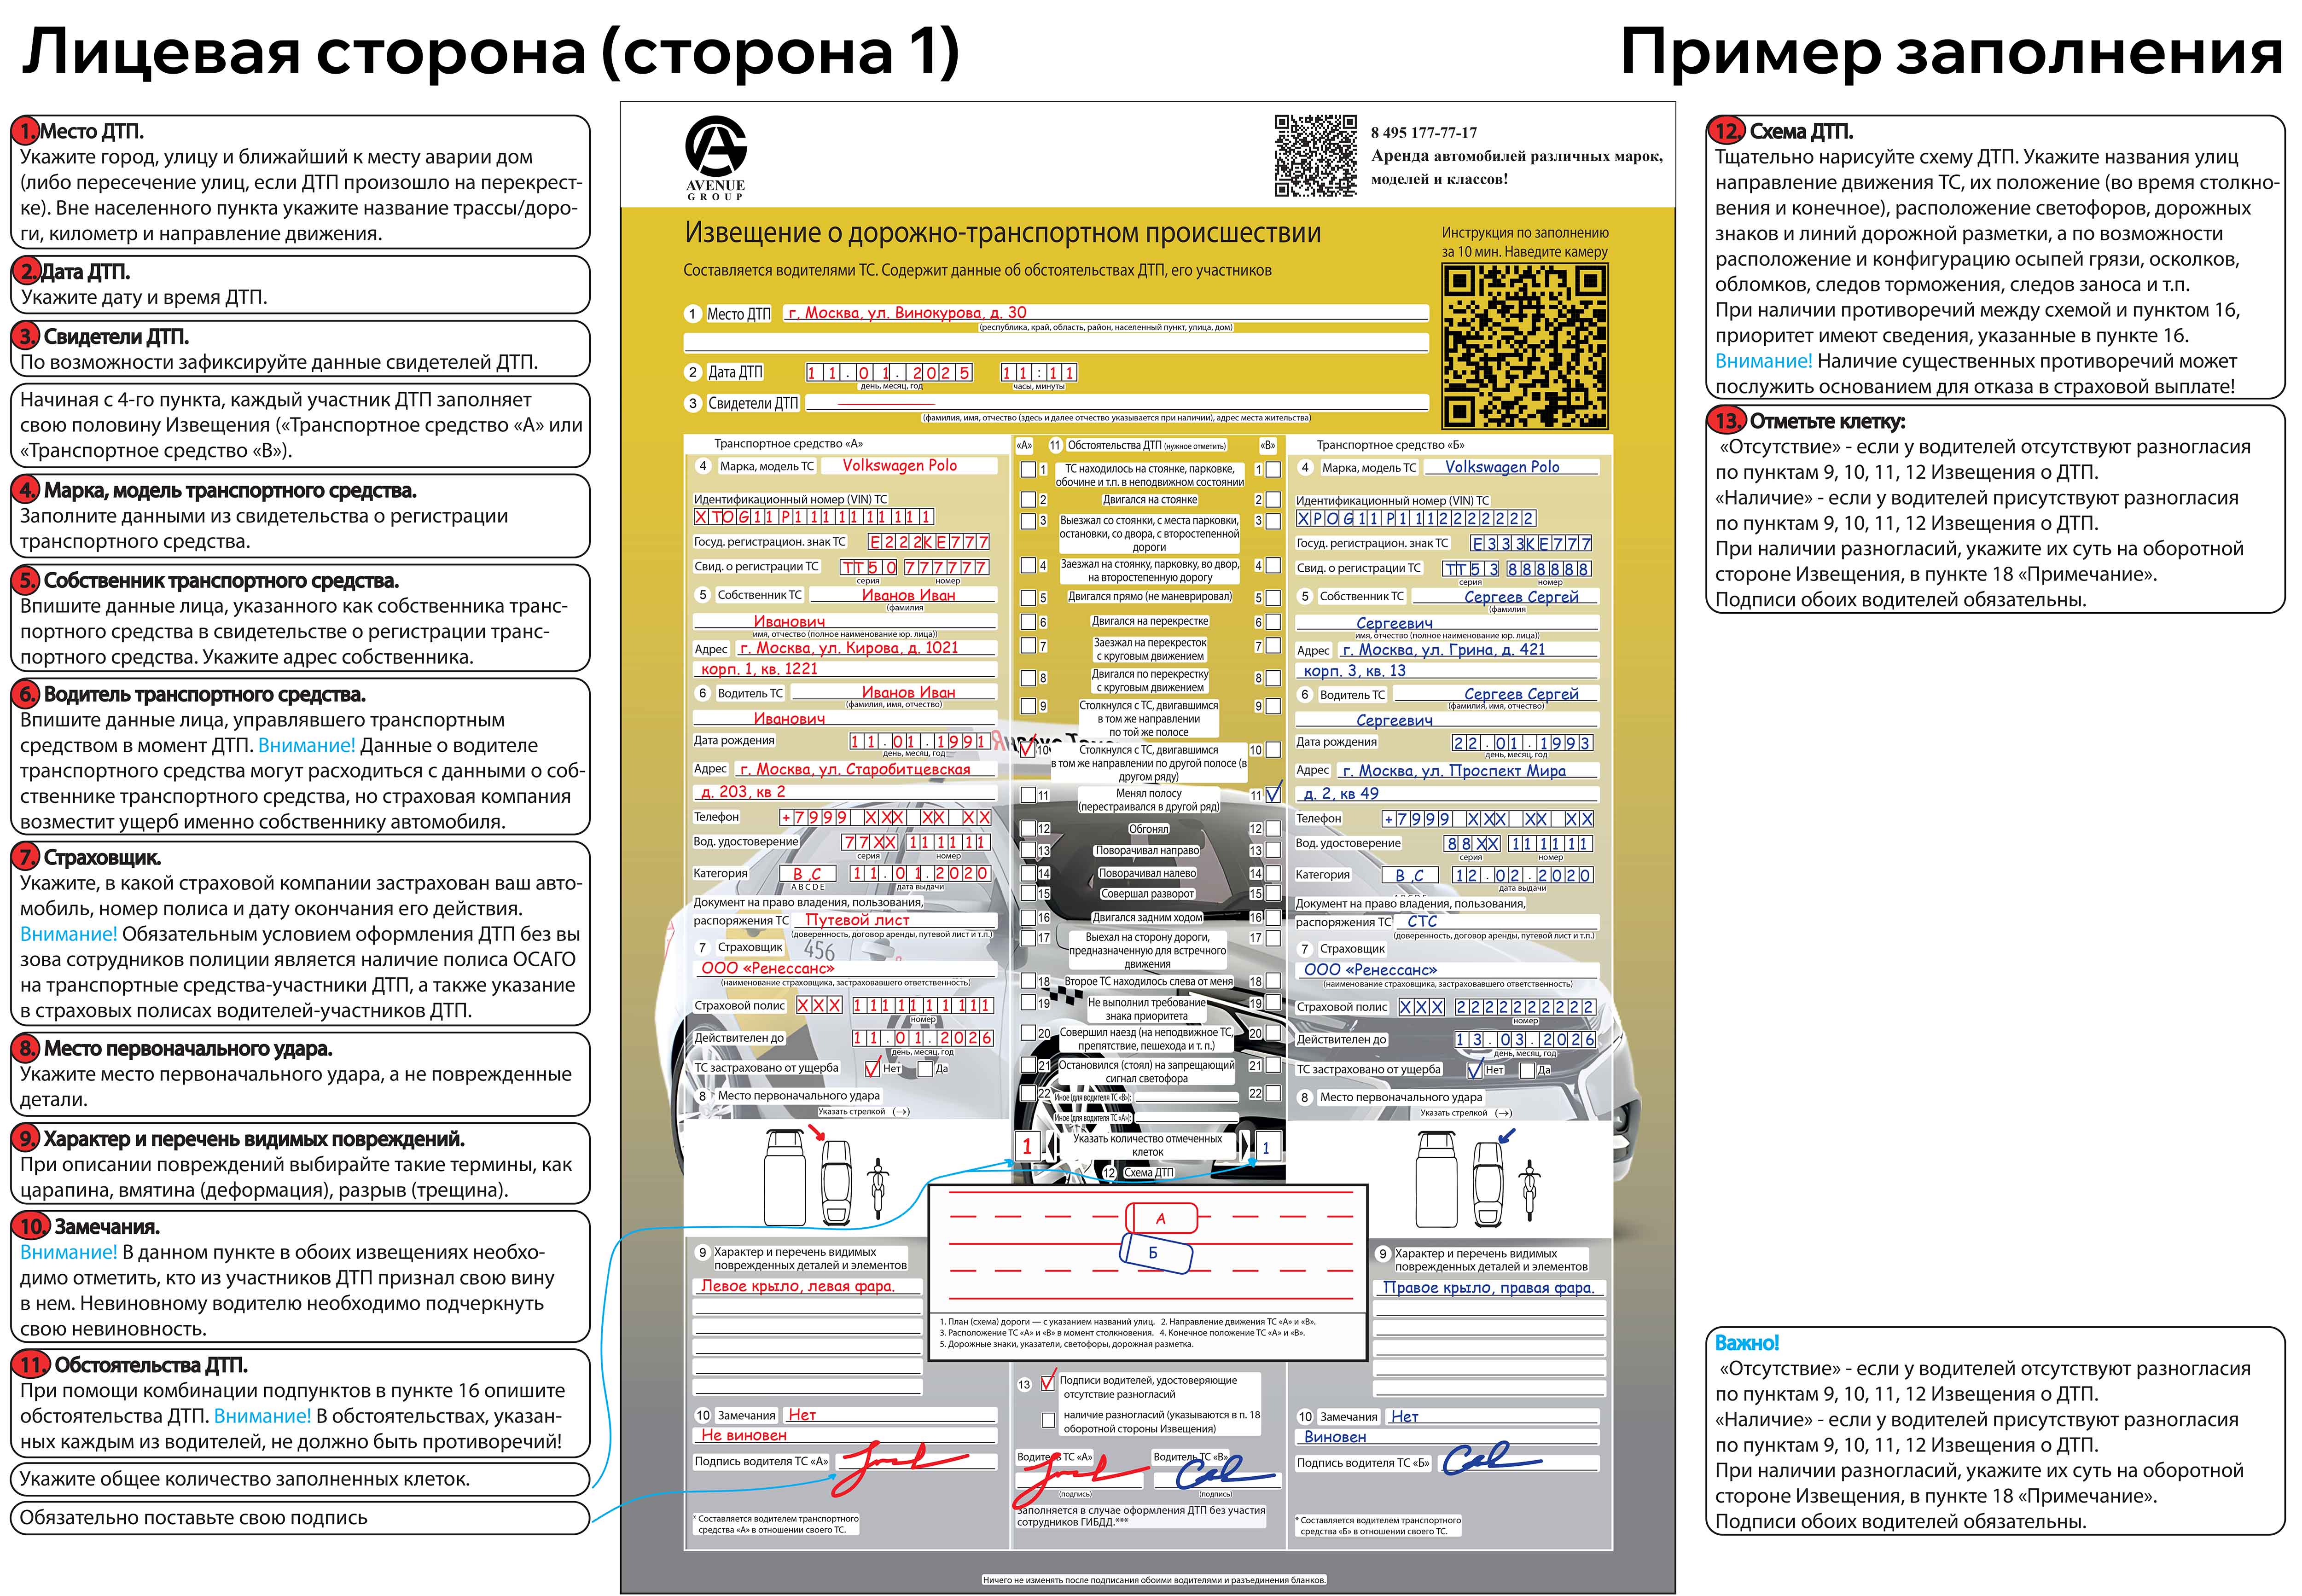 Лицевая сторона (сторона 1)
Пример заполнения
1. Место ДТП.
Укажите город, улицу и ближайший к месту аварии дом
(либо пересечение улиц, если ДТП произошло на перекрест-
ке). Вне населенного пункта укажите название трассы/доро-
ги, километр и направление движения.
2. Дата ДТП.
Укажите дату и время ДТП.
3. Свидетели ДТП.
По возможности зафиксируйте данные свидетелей ДТП.
Начиная с 4-го пункта, каждый участник ДТП заполняет
свою половину Извещения («Транспортное средство «А» или
«Транспортное средство «В»).
4. Марка, модель транспортного средства.
Заполните данными из свидетельства о регистрации
транспортного средства.
5. Собственник транспортного средства.
Впишите данные лица, указанного как собственника транс-
портного средства в свидетельстве о регистрации транс-
портного средства. Укажите адрес собственника.
6. Водитель транспортного средства.
Впишите данные лица, управлявшего транспортным
средством в момент ДТП. Внимание! Данные о водителе
транспортного средства могут расходиться с данными о соб-
ственнике транспортного средства, но страховая компания
возместит ущерб именно собственнику автомобиля.
7. Страховщик.
Укажите, в какой страховой компании застрахован ваш авто-
мобиль, номер полиса и дату окончания его действия.
Внимание! Обязательным условием оформления ДТП без вы
зова сотрудников полиции является наличие полиса ОСАГО
на транспортные средства-участники ДТП, а также указание
в страховых полисах водителей-участников ДТП.
8. Место первоначального удара.
Укажите место первоначального удара, а не поврежденные
детали.
9. Характер и перечень видимых повреждений.
При описании повреждений выбирайте такие термины, как
царапина, вмятина (деформация), разрыв (трещина).
10. Замечания.
Внимание! В данном пункте в обоих извещениях необхо-
димо отметить, кто из участников ДТП признал свою вину
в нем. Невиновному водителю необходимо подчеркнуть
свою невиновность.
11. Обстоятельства ДТП.
При помощи комбинации подпунктов в пункте 16 опишите
обстоятельства ДТП. Внимание! В обстоятельствах, указан-
ных каждым из водителей, не должно быть противоречий!
Укажите общее количество заполненных клеток.
Обязательно поставьте свою подпись
AVENUE
GROUP
8 495 177-77-17
Аренда автомобилей различных марок,
моделей и классов!
Извещение о дорожно-транспортном происшествии
Составляется водителями ТС. Содержит данные об обстоятельствах ДТП, его участников
Инструкция по заполнению
за 10 мин. Наведите камеру
1 Место ДТП г. Москва, ул. Винокурова, д. 30
(республика, край, область, район, населенный пункт, улица, дом)
2 Дата ДТП 11.01.2025 11:11
день, месяц, год часы, минуты
3 Свидетели ДТП
(фамилия, имя, отчество (здесь и далее отчество указывается при наличии), адрес места жительства)
Транспортное средство «А»
4 Марка, модель ТС Volkswagen Polo
Идентификационный номер (VIN) ТС
XTOG11P1111111111
Госуд. регистрацион. знак ТС Е222КЕ777
Свид. о регистрации ТС ТТ50 777777
серия номер
5 Собственник ТС Иванов Иван
(фамилия
Иванович
имя, отчество (полное наименование юр. лица))
Адрес г. Москва, ул. Кирова, д. 1021
корп. 1, кв. 1221
6 Водитель ТС Иванов Иван
(фамилия, имя, отчество)
Иванович
Дата рождения 11.01.1991
день, месяц, год
Адрес г. Москва, ул. Старобитцевская
д. 203, кв 2
Телефон +7999 XXX XX XX
Вод. удостоверение 77XX 111111
серия номер
Категория В ,С 11.01.2020
A B C D E дата выдачи
Документ на право владения, пользования,
распоряжения ТС Путевой лист
(доверенность, договор аренды, путевой лист и т.п.)
7 Страховщик
456
ООО «Ренессанс»
(наименование страховщика, застраховавшего ответственность)
Страховой полис XXX 1111111111
номер
Действителен до 11.01.2026
день, месяц, год
ТС застраховано от ущерба Нет Да
8 Место первоначального удара
Указать стрелкой (→)
9 Характер и перечень видимых
поврежденных деталей и элементов
Левое крыло, левая фара.
10 Замечания Нет
Не виновен
Подпись водителя ТС «А»
* Составляется водителем транспортного
средства «А» в отношении своего ТС.
«А» 11 Обстоятельства ДТП (нужное отметить) «В»
1 ТС находилось на стоянке, парковке, 1
обочине и т.п. в неподвижном состоянии
2 Двигался на стоянке 2
3 Выезжал со стоянки, с места парковки, 3
остановки, со двора, с второстепенной
дороги
4 Заезжал на стоянку, парковку, во двор, 4
на второстепенную дорогу
5 Двигался прямо (не маневрировал) 5
6 Двигался на перекрестке 6
7 Заезжал на перекресток 7
с круговым движением
8 Двигался по перекрестку 8
с круговым движением
9 Столкнулся с ТС, двигавшимся 9
в том же направлении
по той же полосе
10 Столкнулся с ТС, двигавшимся 10
в том же направлении по другой полосе (в
другом ряду)
11 Менял полосу 11
(перестраивался в другой ряд)
12 Обгонял 12
13 Поворачивал направо 13
14 Поворачивал налево 14
15 Совершал разворот 15
16 Двигался задним ходом 16
17 Выехал на сторону дороги, 17
предназначенную для встречного
движения
18 Второе ТС находилось слева от меня 18
19 Не выполнил требование 19
знака приоритета
20 Совершил наезд (на неподвижное ТС, 20
препятствие, пешехода и т. п.)
21 Остановился (стоял) на запрещающий 21
сигнал светофора
22 Иное (для водителя ТС «В»): 22
Иное (для водителя ТС «А»):
1 Указать количество отмеченных 1
клеток
12 Схема ДТП
А
Б
1. План (схема) дороги — с указанием названий улиц. 2. Направление движения ТС «А» и «В».
3. Расположение ТС «А» и «В» в момент столкновения. 4. Конечное положение ТС «А» и «В».
5. Дорожные знаки, указатели, светофоры, дорожная разметка.
13 Подписи водителей, удостоверяющие
отсутствие разногласий
наличие разногласий (указываются в п. 18
оборотной стороны Извещения)
Водитель ТС «А» Водитель ТС «В»
(подпись) (подпись)
Заполняется в случае оформления ДТП без участия
сотрудников ГИБДД.***
Транспортное средство «Б»
4 Марка, модель ТС Volkswagen Polo
Идентификационный номер (VIN) ТС
XPOG11P1112222222
Госуд. регистрацион. знак ТС Е333КЕ777
Свид. о регистрации ТС ТТ53 888888
серия номер
5 Собственник ТС Сергеев Сергей
(фамилия
Сергеевич
имя, отчество (полное наименование юр. лица))
Адрес г. Москва, ул. Грина, д. 421
корп. 3, кв. 13
6 Водитель ТС Сергеев Сергей
(фамилия, имя, отчество)
Сергеевич
Дата рождения 22.01.1993
день, месяц, год
Адрес г. Москва, ул. Проспект Мира
д. 2, кв 49
Телефон +7999 XXX XX XX
Вод. удостоверение 88XX 111111
серия номер
Категория В ,С 12.02.2020
дата выдачи
Документ на право владения, пользования,
распоряжения ТС СТС
(доверенность, договор аренды, путевой лист и т.п.)
7 Страховщик
ООО «Ренессанс»
(наименование страховщика, застраховавшего ответственность)
Страховой полис XXX 2222222222
номер
Действителен до 13.03.2026
день, месяц, год
ТС застраховано от ущерба Нет Да
8 Место первоначального удара
Указать стрелкой (→)
9 Характер и перечень видимых
поврежденных деталей и элементов
Правое крыло, правая фара.
10 Замечания Нет
Виновен
Подпись водителя ТС «Б»
* Составляется водителем транспортного
средства «Б» в отношении своего ТС.
Ничего не изменять после подписания обоими водителями и разъединения бланков.
12. Схема ДТП.
Тщательно нарисуйте схему ДТП. Укажите названия улиц
направление движения ТС, их положение (во время столкно-
вения и конечное), расположение светофоров, дорожных
знаков и линий дорожной разметки, а по возможности
расположение и конфигурацию осыпей грязи, осколков,
обломков, следов торможения, следов заноса и т.п.
При наличии противоречий между схемой и пунктом 16,
приоритет имеют сведения, указанные в пункте 16.
Внимание! Наличие существенных противоречий может
послужить основанием для отказа в страховой выплате!
13. Отметьте клетку:
«Отсутствие» - если у водителей отсутствуют разногласия
по пунктам 9, 10, 11, 12 Извещения о ДТП.
«Наличие» - если у водителей присутствуют разногласия
по пунктам 9, 10, 11, 12 Извещения о ДТП.
При наличии разногласий, укажите их суть на оборотной
стороне Извещения, в пункте 18 «Примечание».
Подписи обоих водителей обязательны.
Важно!
«Отсутствие» - если у водителей отсутствуют разногласия
по пунктам 9, 10, 11, 12 Извещения о ДТП.
«Наличие» - если у водителей присутствуют разногласия
по пунктам 9, 10, 11, 12 Извещения о ДТП.
При наличии разногласий, укажите их суть на оборотной
стороне Извещения, в пункте 18 «Примечание».
Подписи обоих водителей обязательны.